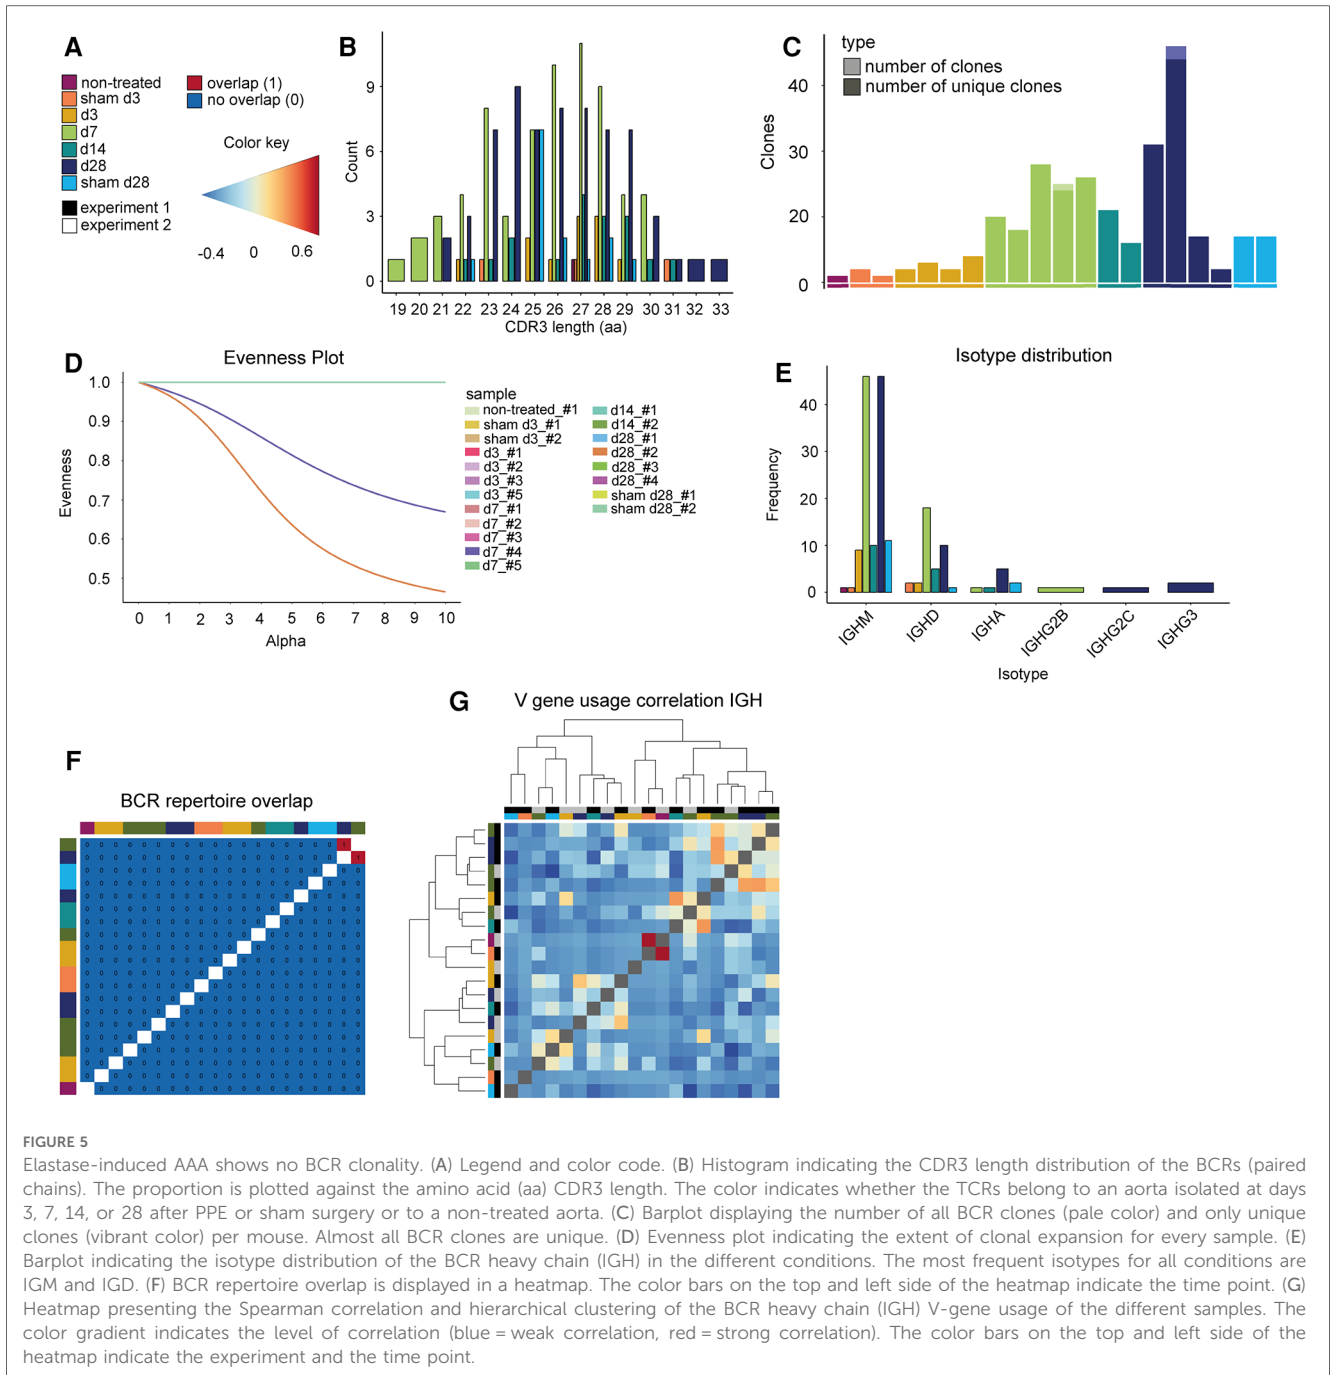 A
non-treated
sham d3
d3
d7
d14
d28
sham d28
experiment 1
experiment 2
overlap (1)
no overlap (0)
Color key
-0.4 0 0.6
B
Count
9
6
3
0
19 20 21 22 23 24 25 26 27 28 29 30 31 32 33
CDR3 length (aa)
C
type
number of clones
number of unique clones
Clones
40
30
20
10
0
D
Evenness Plot
Evenness
1.0
0.9
0.8
0.7
0.6
0.5
0 1 2 3 4 5 6 7 8 9 10
Alpha
sample
non-treated_#1
sham d3_#1
sham d3_#2
d3_#1
d3_#2
d3_#3
d3_#5
d7_#1
d7_#2
d7_#3
d7_#4
d7_#5
d14_#1
d14_#2
d28_#1
d28_#2
d28_#3
d28_#4
sham d28_#1
sham d28_#2
E
Isotype distribution
Frequency
40
30
20
10
0
IGHM IGHD IGHA IGHG2B IGHG2C IGHG3
Isotype
F
BCR repertoire overlap
G
V gene usage correlation IGH
FIGURE 5
Elastase-induced AAA shows no BCR clonality. (A) Legend and color code. (B) Histogram indicating the CDR3 length distribution of the BCRs (paired
chains). The proportion is plotted against the amino acid (aa) CDR3 length. The color indicates whether the TCRs belong to an aorta isolated at days
3, 7, 14, or 28 after PPE or sham surgery or to a non-treated aorta. (C) Barplot displaying the number of all BCR clones (pale color) and only unique
clones (vibrant color) per mouse. Almost all BCR clones are unique. (D) Evenness plot indicating the extent of clonal expansion for every sample. (E)
Barplot indicating the isotype distribution of the BCR heavy chain (IGH) in the different conditions. The most frequent isotypes for all conditions are
IGM and IGD. (F) BCR repertoire overlap is displayed in a heatmap. The color bars on the top and left side of the heatmap indicate the time point. (G)
Heatmap presenting the Spearman correlation and hierarchical clustering of the BCR heavy chain (IGH) V-gene usage of the different samples. The
color gradient indicates the level of correlation (blue = weak correlation, red = strong correlation). The color bars on the top and left side of the
heatmap indicate the experiment and the time point.